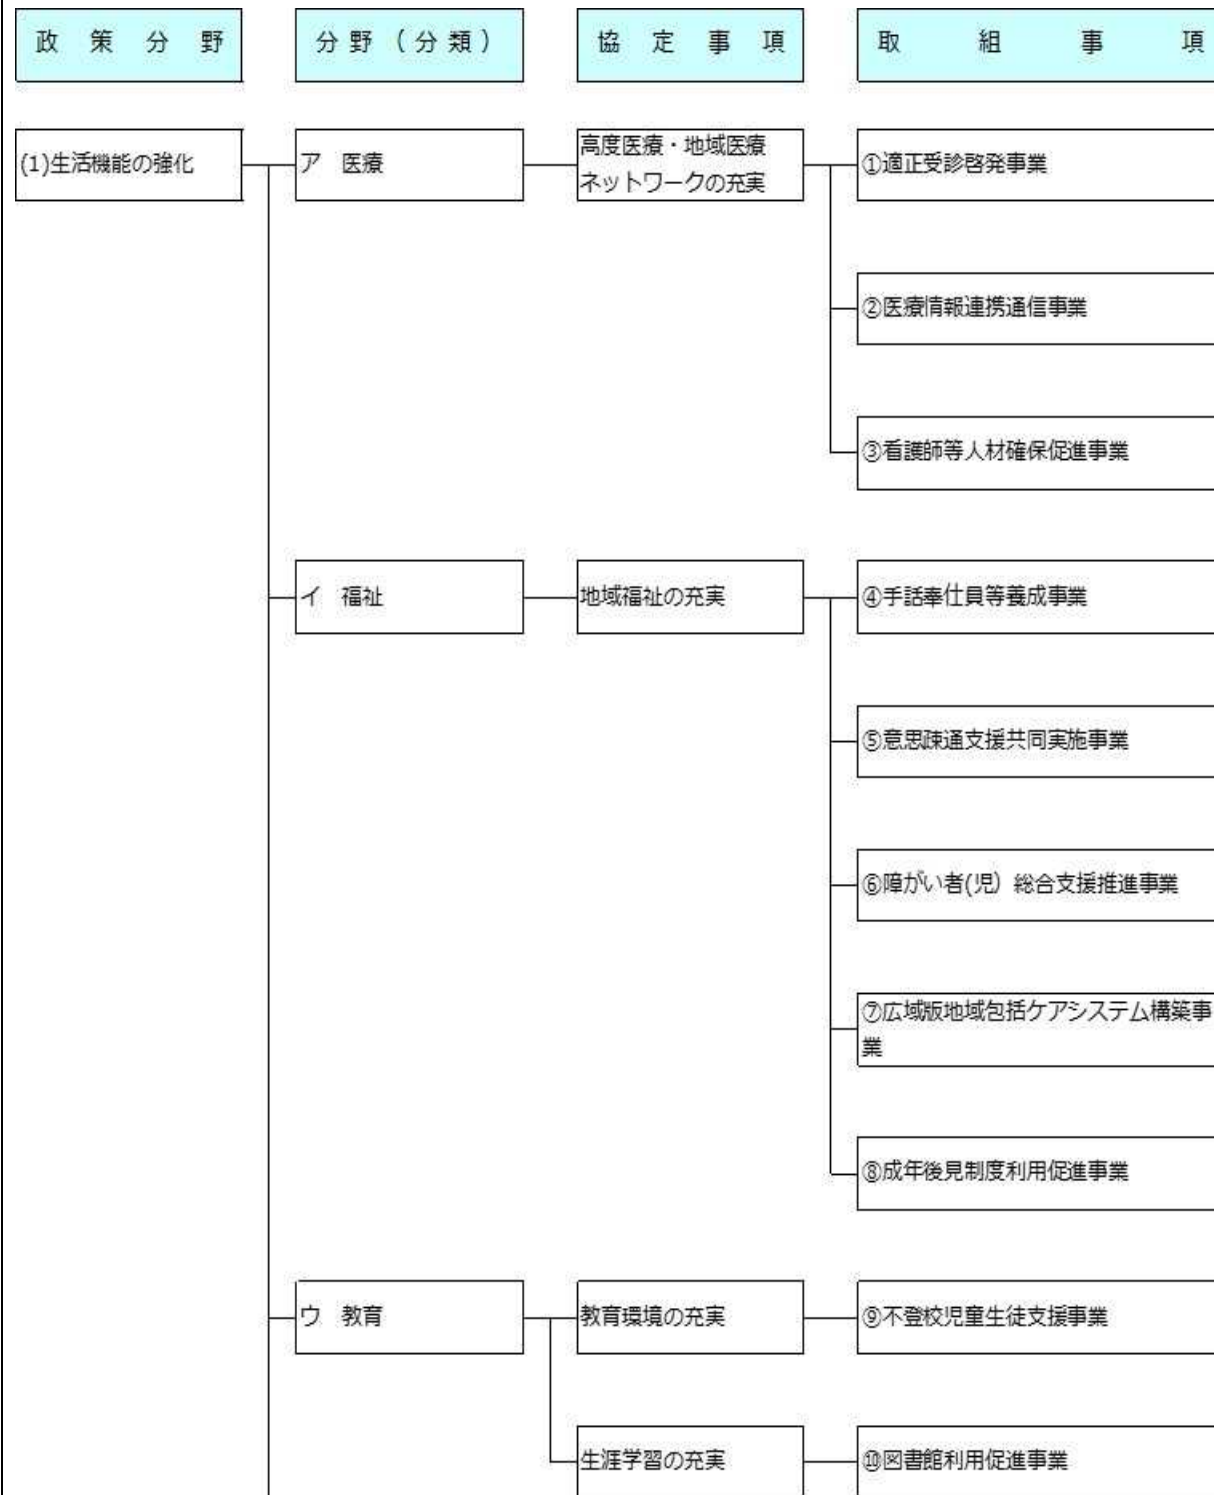 政策分野
分野（分類）
協定事項
取組事項
(1)生活機能の強化
ア　医療
高度医療・地域医療
ネットワークの充実
①適正受診啓発事業
②医療情報連携通信事業
③看護師等人材確保促進事業
イ　福祉
地域福祉の充実
④手話奉仕員等養成事業
⑤意思疎通支援共同実施事業
⑥障がい者(児）総合支援推進事業
⑦広域版地域包括ケアシステム構築事
業
⑧成年後見制度利用促進事業
ウ　教育
教育環境の充実
⑨不登校児童生徒支援事業
生涯学習の充実
⑩図書館利用促進事業